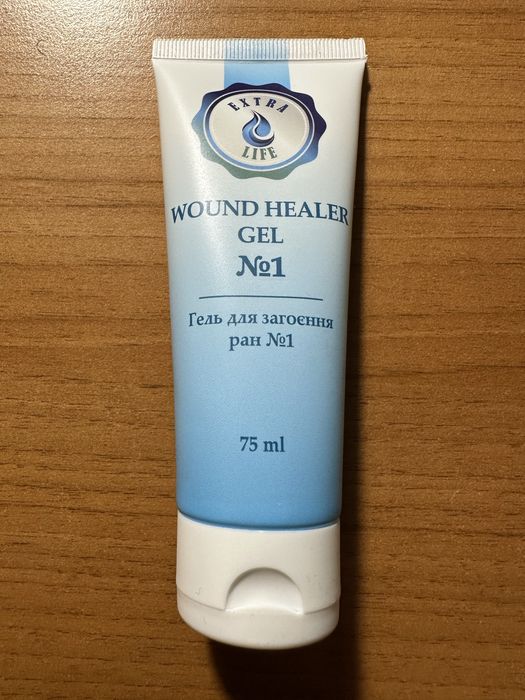 EXTRA
LIFE
WOUND HEALER
GEL
№1
Гель для загоєння
ран №1
75 ml